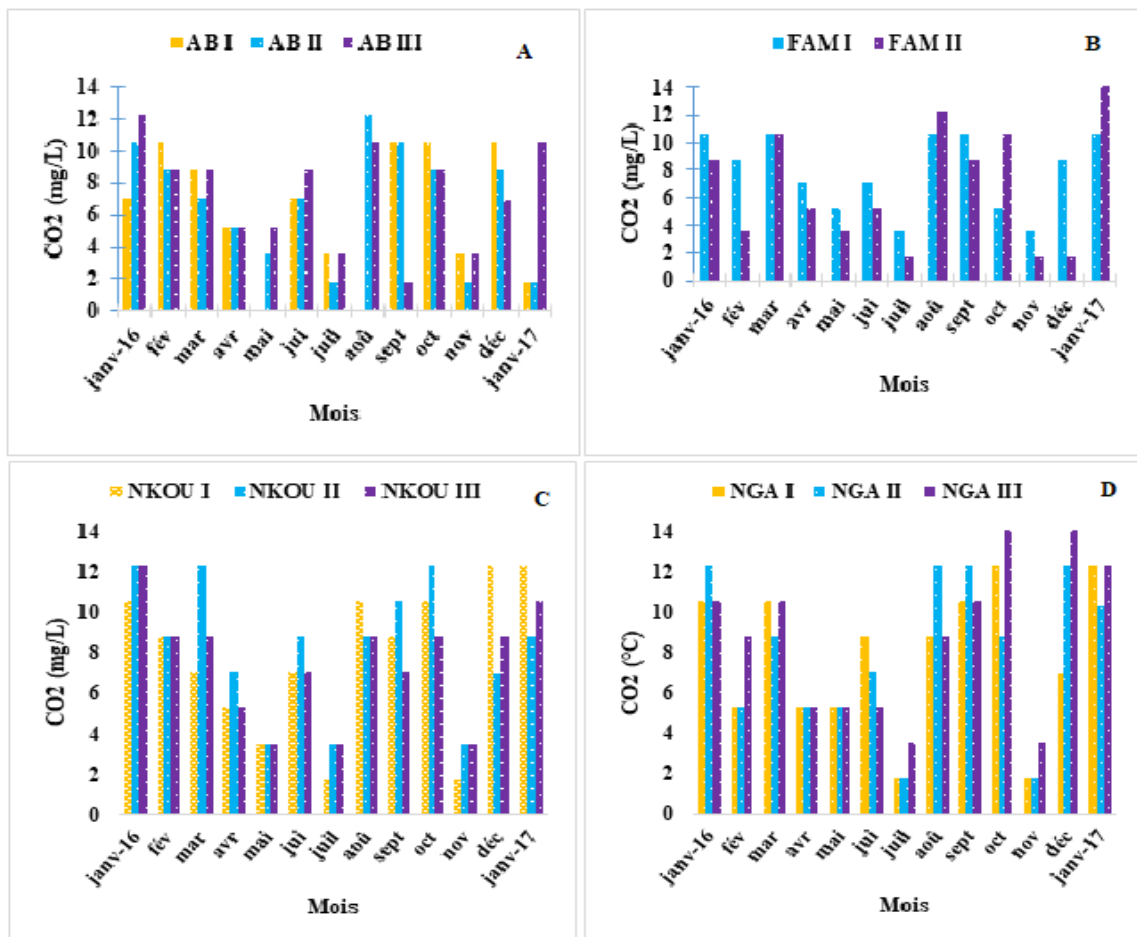 AB I AB II AB III
A
CO2 (mg/L)
14
12
10
8
6
4
2
0
janv-16 fév mar avr mai jui juil aoû sept oct nov déc janv-17
Mois
FAM I FAM II
B
CO2 (mg/L)
14
12
10
8
6
4
2
0
janv-16 fév mar avr mai jui juil aoû sept oct nov déc janv-17
Mois
NKOU I NKOU II NKOU III
C
CO2 (mg/L)
14
12
10
8
6
4
2
0
janv-16 fév mar avr mai jui juil aoû sept oct nov déc janv-17
Mois
NGA I NGA II NGA III
D
CO2 (°C)
14
12
10
8
6
4
2
0
janv-16 fév mar avr mai jui juil aoû sept oct nov déc janv-17
Mois